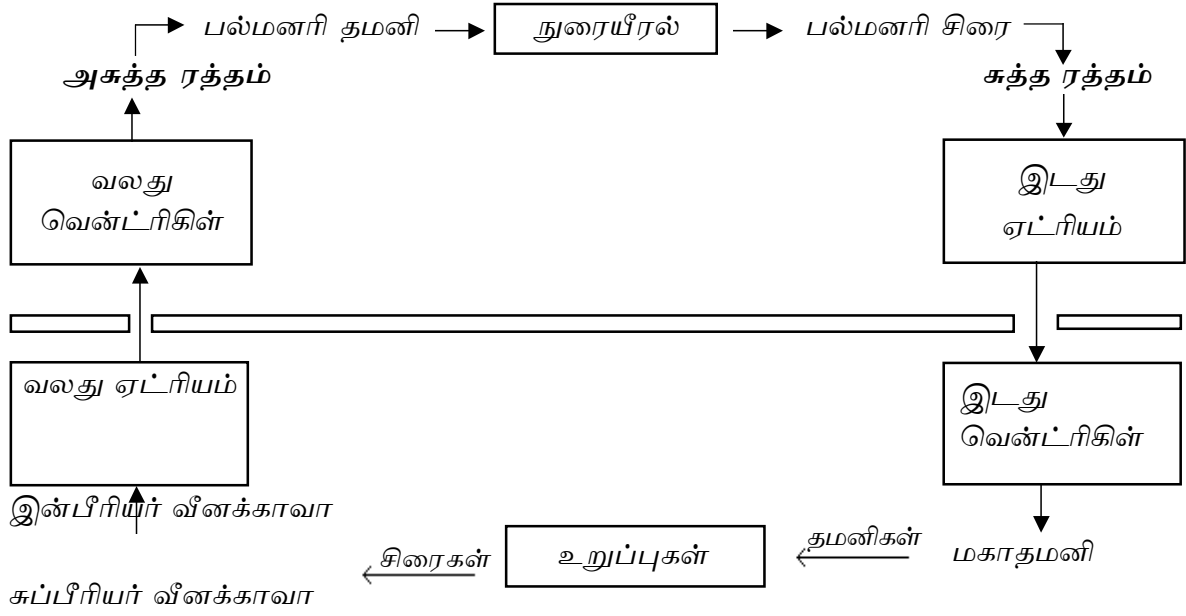 பல்மனரி தமனி நுரையீரல் பல்மனரி சிரை
அசுத்த ரத்தம் சுத்த ரத்தம்
வலது
வென்ட்ரிகிள்
இடது
ஏட்ரியம்
வலது ஏட்ரியம்
இடது
வென்ட்ரிகிள்
இன்பீரியர் வீனக்காவா
சிரைகள் உறுப்புகள் தமனிகள் மகாதமனி
சுப்பீரியர் வீனக்காவா